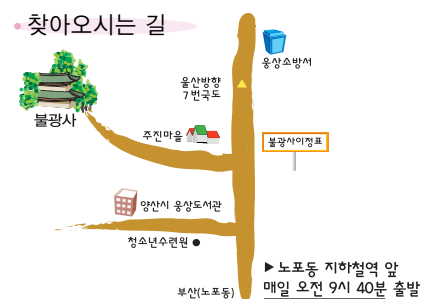 찾아오시는 길
웅상소방서
울산방향
7번국도
불광사
주진마을
불광사이정표
양산시 웅상도서관
청소년수련원
▶ 노포동 지하철역 앞
매일 오전 9시 40분 출발
부산(노포동)